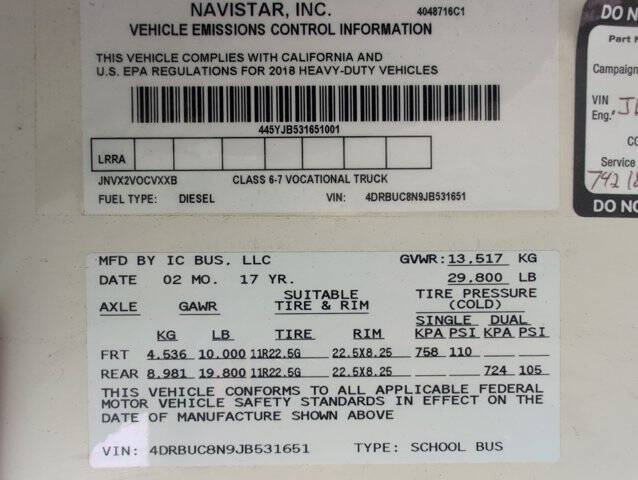 NAVISTAR, INC. 4048716C1
VEHICLE EMISSIONS CONTROL INFORMATION
THIS VEHICLE COMPLIES WITH CALIFORNIA AND
U.S. EPA REGULATIONS FOR 2018 HEAVY-DUTY VEHICLES
445YJB531651001
LRRA
JNVX2VOCVXXB CLASS 6-7 VOCATIONAL TRUCK
FUEL TYPE: DIESEL VIN: 4DRBUC8N9JB531651
DO N
Part N
Campaign
VIN
Eng.#
CO
Service
742 18
DO NO
MFD BY IC BUS, LLC GVWR: 13,517 KG
DATE 02 MO. 17 YR. 29,800 LB
AXLE GAWR SUITABLE TIRE & RIM TIRE PRESSURE (COLD)
SINGLE DUAL
KG LB TIRE RIM KPA PSI KPA PSI
FRT 4,536 10,000 11R22.5G 22.5X8.25 758 110
REAR 8,981 19,800 11R22.5G 22.5X8.25 724 105
THIS VEHICLE CONFORMS TO ALL APPLICABLE FEDERAL
MOTOR VEHICLE SAFETY STANDARDS IN EFFECT ON THE
DATE OF MANUFACTURE SHOWN ABOVE
VIN: 4DRBUC8N9JB531651 TYPE: SCHOOL BUS